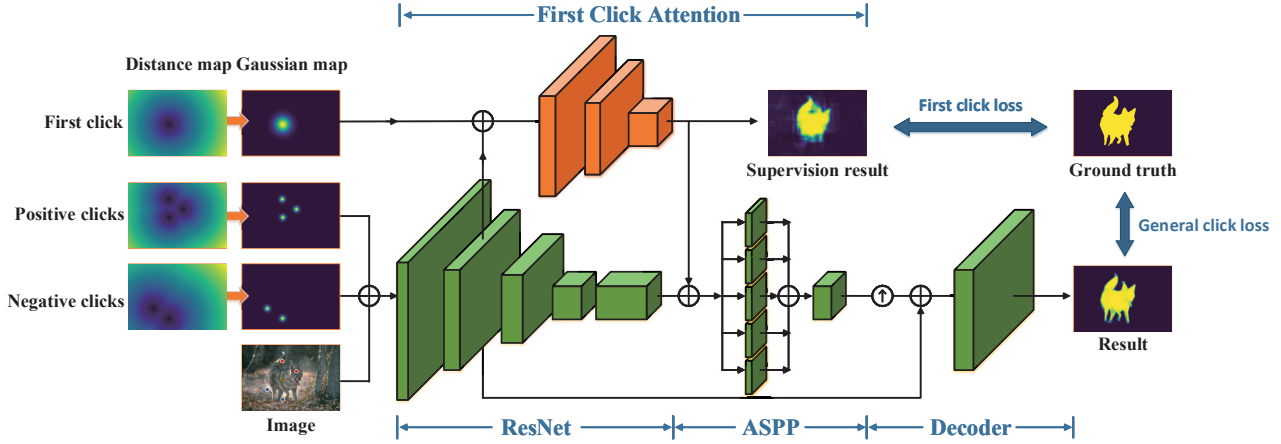 First Click Attention
Distance map Gaussian map
First click
First click loss
Supervision result
Ground truth
Positive clicks
General click loss
Negative clicks
Result
Image
ResNet
ASPP
Decoder